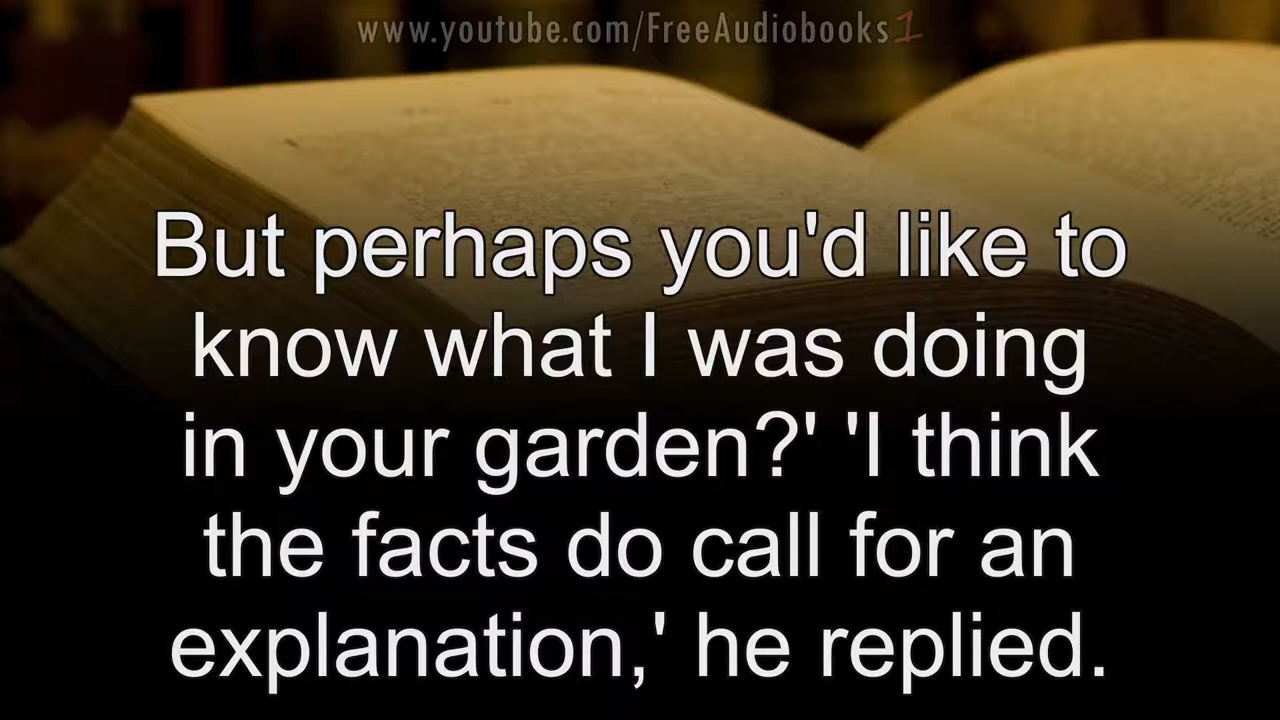 www.youtube.com/FreeAudiobooks1
But perhaps you'd like to
know what I was doing
in your garden?' 'I think
the facts do call for an
explanation,' he replied.